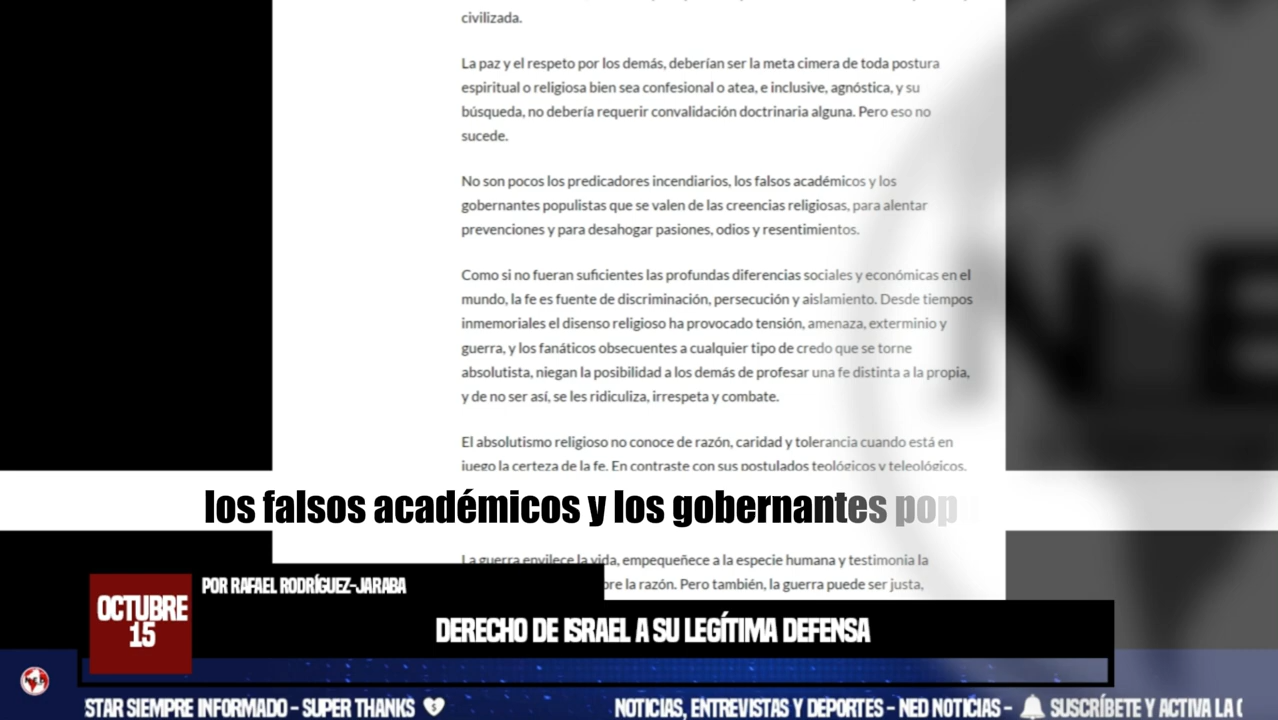 civilizada.
La paz y el respeto por los demás, deberían ser la meta cimera de toda postura
espiritual o religiosa bien sea confesional o atea, e inclusive, agnóstica, y su
búsqueda, no debería requerir convalidación doctrinaria alguna. Pero eso no
sucede.
No son pocos los predicadores incendiarios, los falsos académicos y los
gobernantes populistas que se valen de las creencias religiosas, para alentar
prevenciones y para desahogar pasiones, odios y resentimientos.
Como si no fueran suficientes las profundas diferencias sociales y económicas en el
mundo, la fe es fuente de discriminación, persecución y aislamiento. Desde tiempos
inmemoriales el disenso religioso ha provocado tensión, amenaza, exterminio y
guerra, y los fanáticos obsecuentes a cualquier tipo de credo que se torne
absolutista, niegan la posibilidad a los demás de profesar una fe distinta a la propia,
y de no ser así, se les ridiculiza, irrespeta y combate.
El absolutismo religioso no conoce de razón, caridad y tolerancia cuando está en
juego la certeza de la fe. En contraste con sus postulados teológicos y teleológicos,
los falsos académicos y los gobernantes pop
La guerra envilece la vida, empequeñece a la especie humana y testimonia la
bre la razón. Pero también, la guerra puede ser justa,
POR RAFAEL RODRÍGUEZ-JARABA
OCTUBRE
15
DERECHO DE ISRAEL A SU LEGÍTIMA DEFENSA
STAR SIEMPRE INFORMADO - SUPER THANKS
NOTICIAS, ENTREVISTAS Y DEPORTES - NED NOTICIAS -
SUSCRÍBETE Y ACTIVA LA